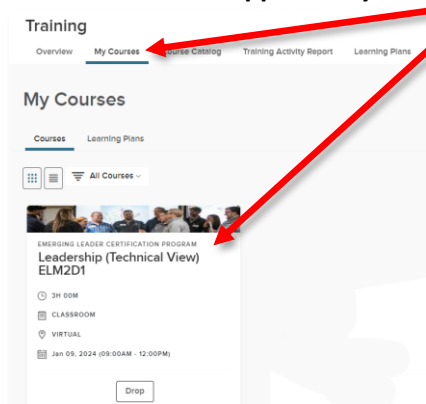 Training
Overview My Courses Course Catalog Training Activity Report Learning Plans
My Courses
Courses Learning Plans
All Courses
EMERGING LEADER CERTIFICATION PROGRAM
Leadership (Technical View)
ELM2D1
3H 00M
CLASSROOM
VIRTUAL
Jan 09, 2024 (09:00AM - 12:00PM)
Drop